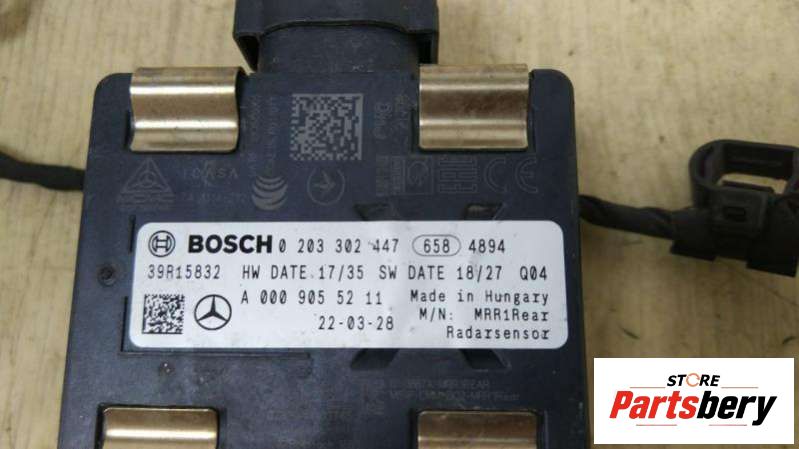 ICASA
BOSCH 0 203 302 447 658 4894
39R15832 HW DATE 17/35 SW DATE 18/27 Q04
A 000 905 52 11 Made in Hungary
22-03-28 M/N: MRR1Rear
Radarsensor
STORE
Partsbery